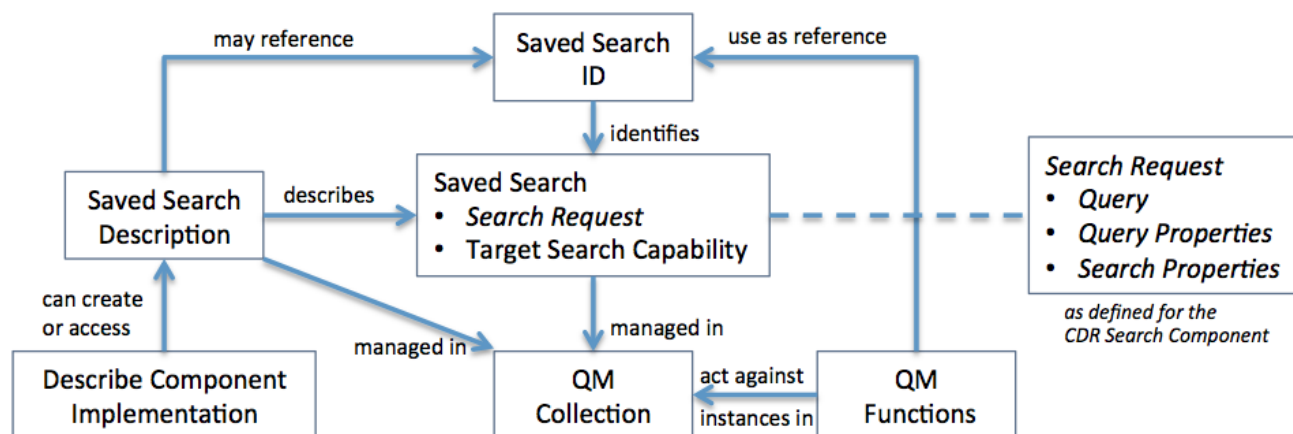 may reference
Saved Search
ID
use as reference
identifies
Saved Search
Description
describes
Saved Search
• Search Request
• Target Search Capability
Search Request
• Query
• Query Properties
• Search Properties
as defined for the
CDR Search Component
can create
or access
managed in
managed in
Describe Component
Implementation
QM
Collection
act against
instances in
QM
Functions